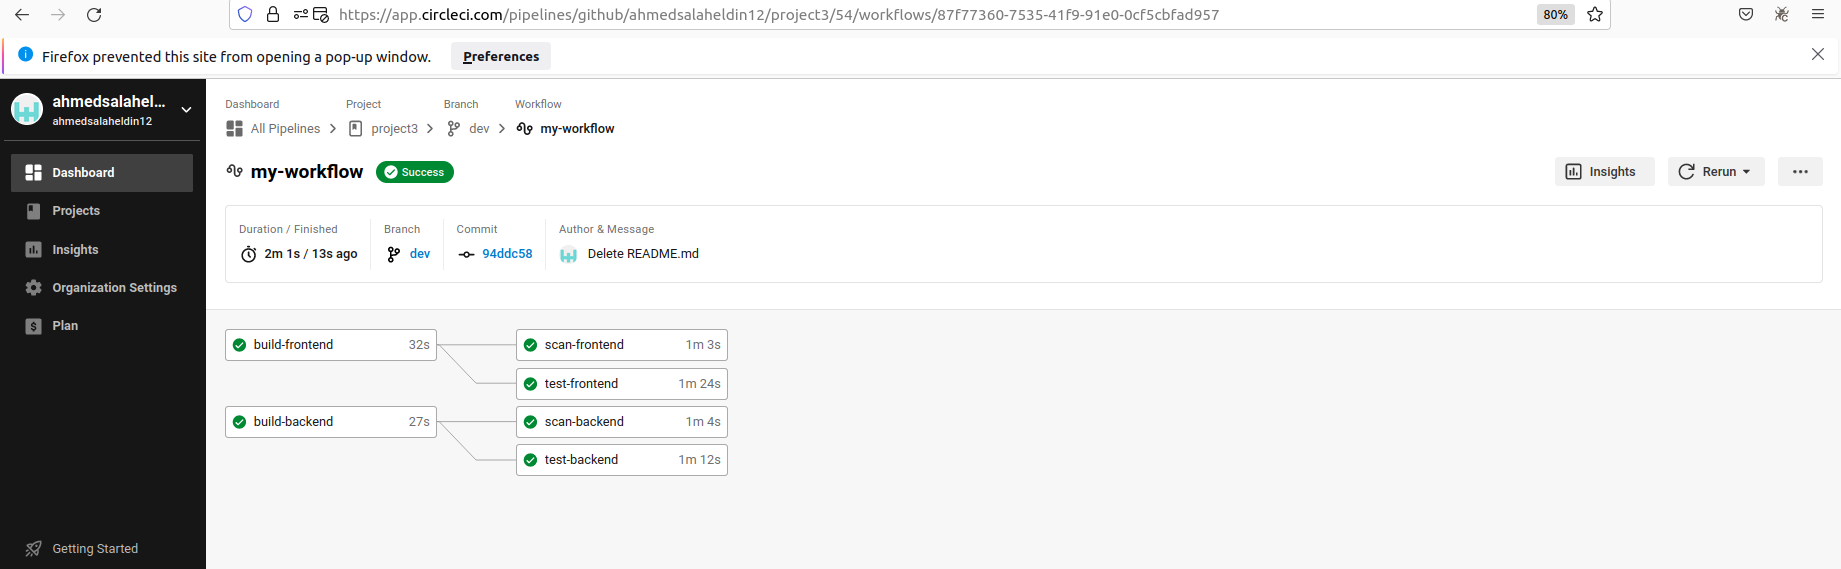 https://app.circleci.com/pipelines/github/ahmedsalaheldin12/project3/54/workflows/87f77360-7535-41f9-91e0-0cf5cbfad957
80%
Firefox prevented this site from opening a pop-up window.
Preferences
ahmedsalahel...
ahmedsalaheldin12
Dashboard
Projects
Insights
Organization Settings
Plan
Getting Started
Dashboard Project Branch Workflow
All Pipelines project3 dev my-workflow
my-workflow Success
Insights Rerun
Duration / Finished Branch Commit Author & Message
2m 1s / 13s ago dev 94ddc58 Delete README.md
build-frontend 32s scan-frontend 1m 3s
test-frontend 1m 24s
build-backend 27s scan-backend 1m 4s
test-backend 1m 12s